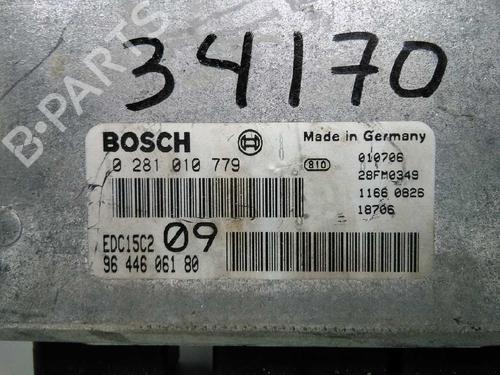 34170
B-PARTS
BOSCH
Made in Germany
0 281 010 779
810
010706
28FM0349
1166 0826
18706
EDC15C2 09
96 446 061 80